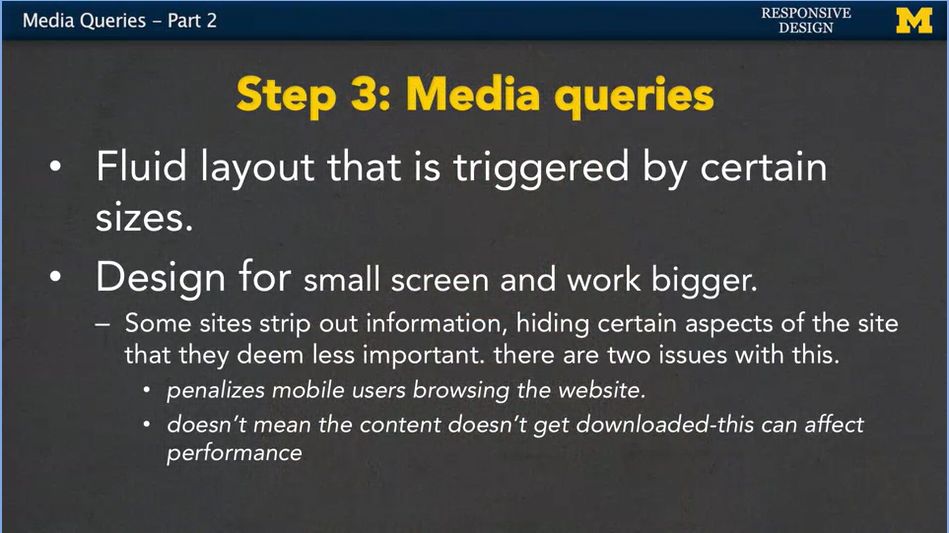 Media Queries – Part 2
RESPONSIVE
DESIGN
M
Step 3: Media queries
• Fluid layout that is triggered by certain
sizes.
• Design for small screen and work bigger.
– Some sites strip out information, hiding certain aspects of the site
that they deem less important. there are two issues with this.
• penalizes mobile users browsing the website.
• doesn’t mean the content doesn’t get downloaded-this can affect
performance